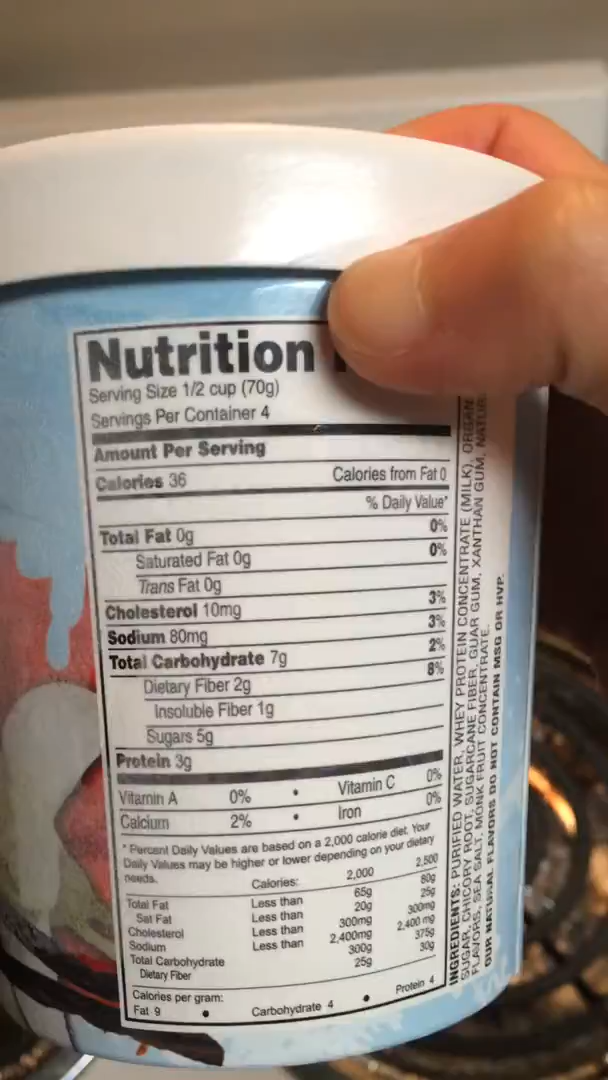 Nutrition
Serving Size 1/2 cup (70g)
Servings Per Container 4
Amount Per Serving
Calories 36 Calories from Fat 0
% Daily Value*
Total Fat 0g 0%
Saturated Fat 0g 0%
Trans Fat 0g
Cholesterol 10mg 3%
Sodium 80mg 3%
Total Carbohydrate 7g 2%
Dietary Fiber 2g 8%
Insoluble Fiber 1g
Sugars 5g
Protein 3g
Vitamin A 0% • Vitamin C 0%
Calcium 2% • Iron 0%
* Percent Daily Values are based on a 2,000 calorie diet. Your
Daily Values may be higher or lower depending on your dietary
needs.
Calories: 2,000 2,500
Total Fat Less than 65g 80g
Sat Fat Less than 20g 25g
Cholesterol Less than 300mg 300mg
Sodium Less than 2,400mg 2,400 mg
Total Carbohydrate 300g 375g
Dietary Fiber 25g 30g
Calories per gram:
Fat 9 • Carbohydrate 4 • Protein 4
INGREDIENTS: PURIFIED WATER, WHEY PROTEIN CONCENTRATE (MILK),
SUGAR, CHICORY ROOT, SUGARCANE FIBER, GUAR GUM, XANTHAN GUM,
FLAVORS, SEA SALT, MONK FRUIT CONCENTRATE.
OUR NATURAL FLAVORS DO NOT CONTAIN MSG OR HVP.